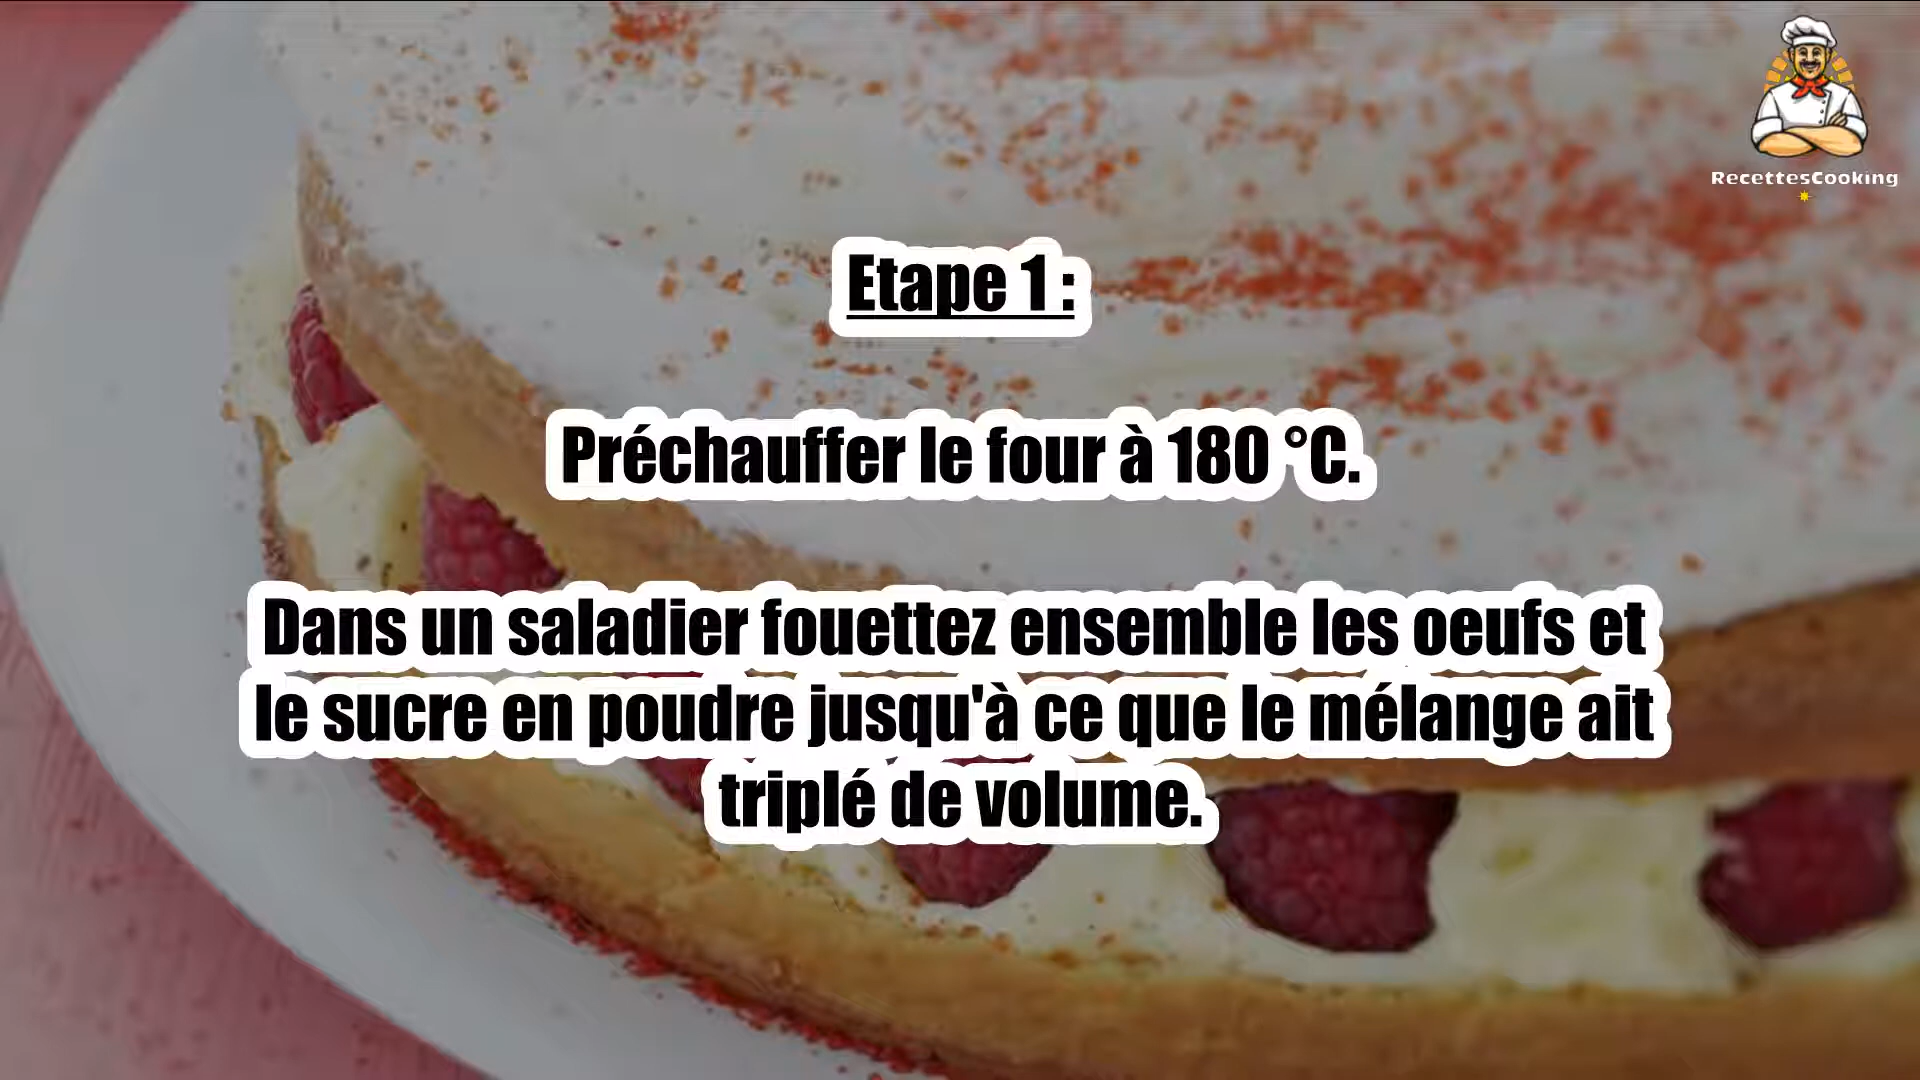 RecettesCooking
Etape 1 :
Préchauffer le four à 180 °C.
Dans un saladier fouettez ensemble les oeufs et
le sucre en poudre jusqu'à ce que le mélange ait
triplé de volume.